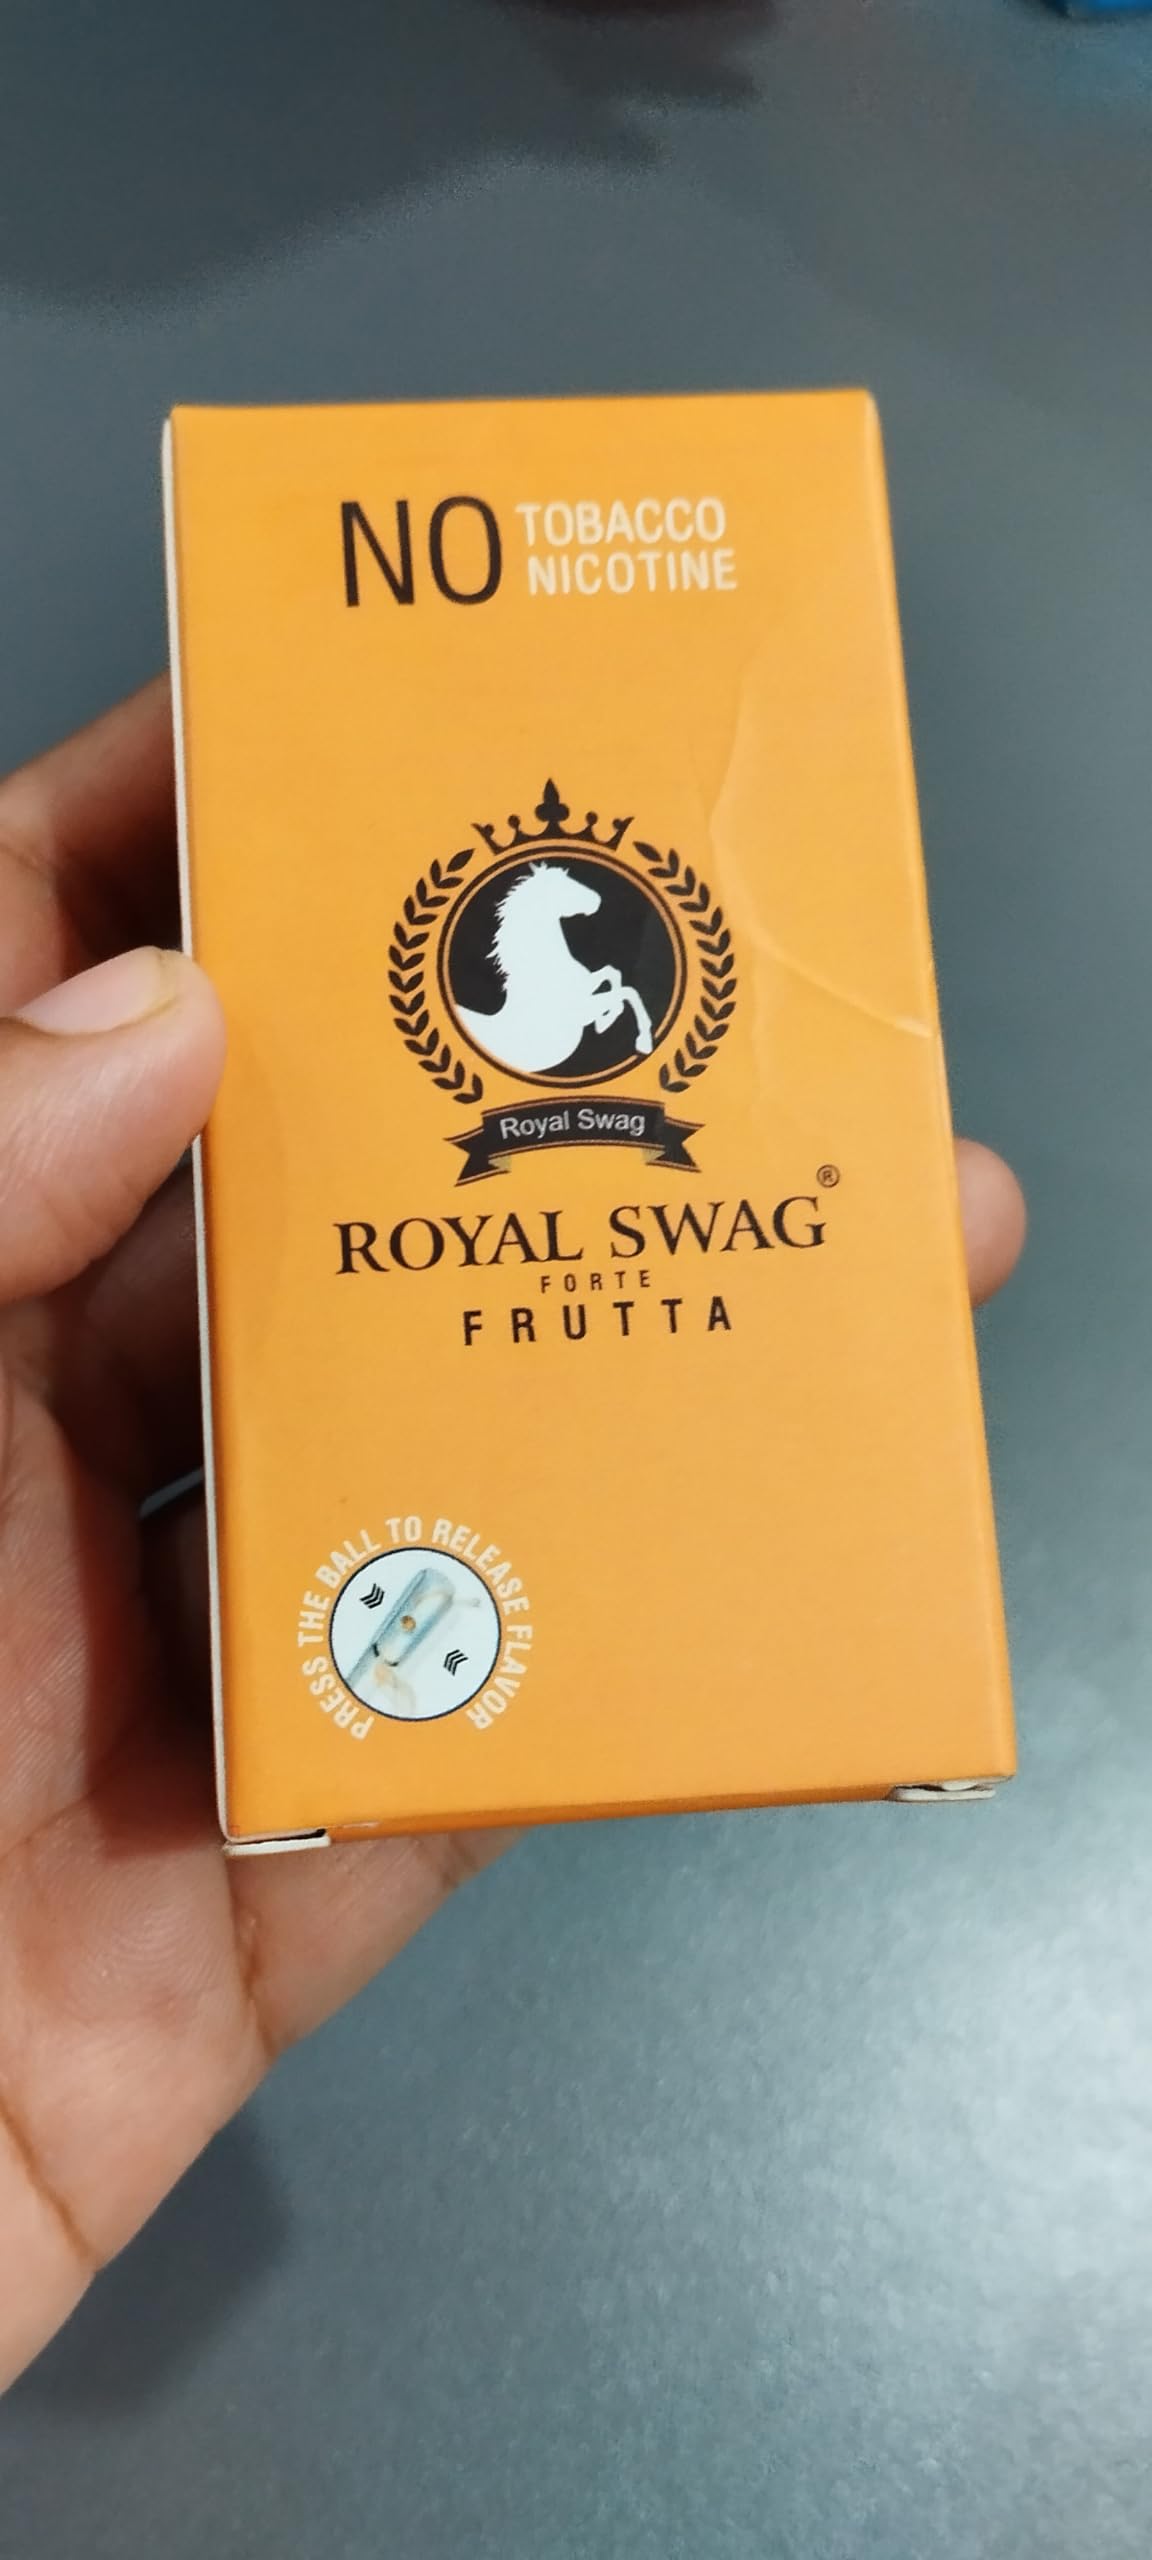 NO TOBACCO
NICOTINE
Royal Swag
ROYAL SWAG®
FORTE
FRUTTA
PRESS THE BALL TO RELEASE FLAVOR